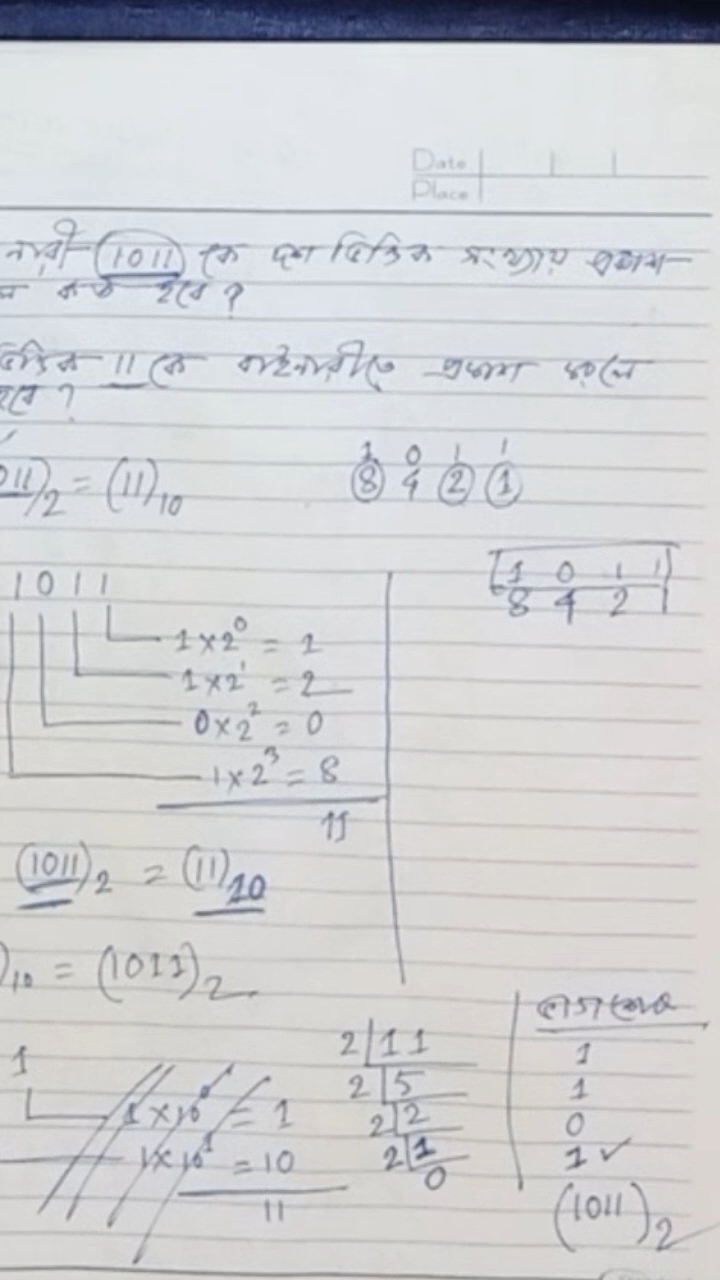 Date
Place
নারী 1011 কে দশ ভিত্তিক সংখ্যায় প্রকাশ
কত হবে ?
ভিত্তিক 11 কে বাইনারীতে প্রকাশ করলে
হবে ?
1 0 1 1
011)2 = (11)10 8 4 2 1
1 0 1 1
8 4 2 1
1 0 1 1
1×2⁰ = 1
1×2¹ = 2
0×2² = 0
1×2³ = 8
11
(1011)2 = (11)10
)10 = (1011)2
ভাগশেষ
1 2 11 1
2 5 1
1×10⁰ = 1 2 2 0
1×10¹ = 10 2 1 1 ✓
0
11 (1011)2